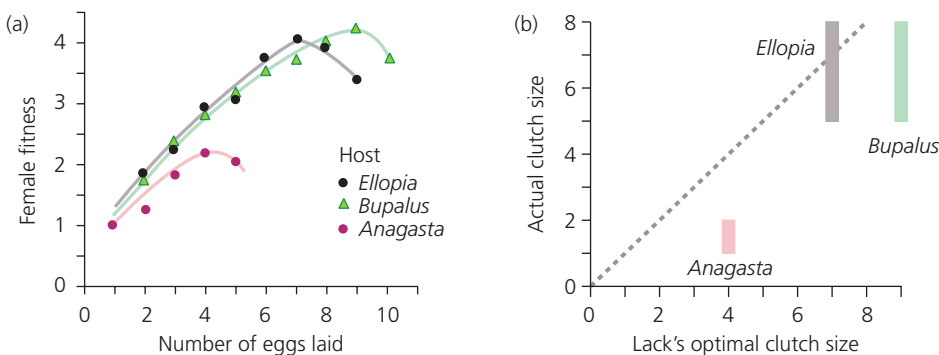 (a)
Female fitness
4
3
2
1
0
0 2 4 6 8 10
Number of eggs laid
Host
Ellopia
Bupalus
Anagasta
(b)
Actual clutch size
8
6
4
2
0
0 2 4 6 8
Lack's optimal clutch size
Ellopia
Bupalus
Anagasta